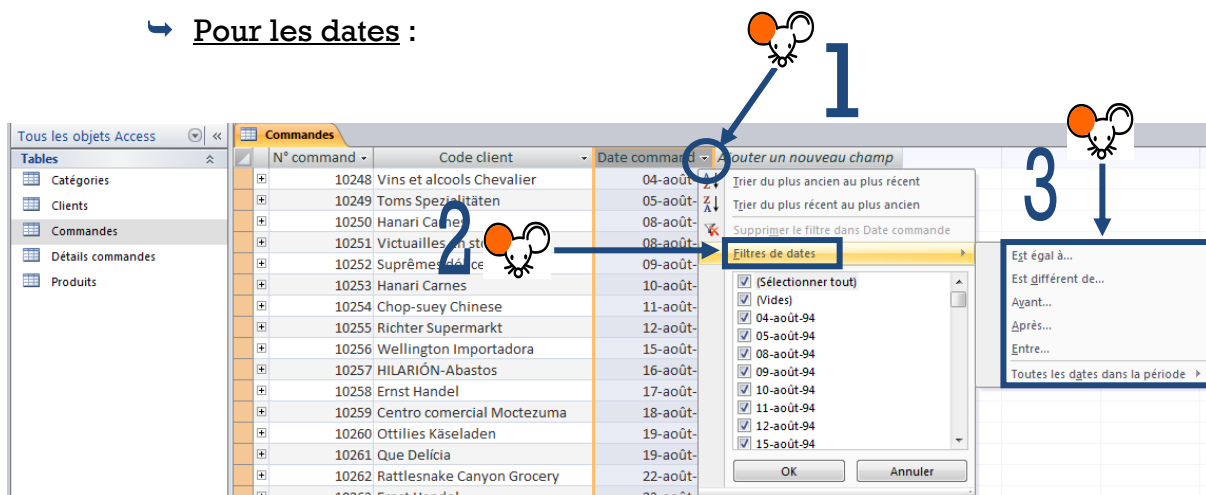 Pour les dates :
1
Tous les objets Access
Commandes
3
Tables
N° command
Code client
Date command
Ajouter un nouveau champ
Catégories
Clients
Commandes
Détails commandes
Produits
10248 Vins et alcools Chevalier 04-août-
10249 Toms Spezialitäten 05-août-
10250 Hanari Carnes 08-août-
10251 Victuailles en stock 08-août-
10252 Suprêmes délices 09-août-
10253 Hanari Carnes 10-août-
10254 Chop-suey Chinese 11-août-
10255 Richter Supermarkt 12-août-
10256 Wellington Importadora 15-août-
10257 HILARIÓN-Abastos 16-août-
10258 Ernst Handel 17-août-
10259 Centro comercial Moctezuma 18-août-
10260 Ottilies Käseladen 19-août-
10261 Que Delícia 19-août-
10262 Rattlesnake Canyon Grocery 22-août-
2
Trier du plus ancien au plus récent
Trier du plus récent au plus ancien
Supprimer le filtre dans Date commande
Filtres de dates
(Sélectionner tout)
(Vides)
04-août-94
05-août-94
08-août-94
09-août-94
10-août-94
11-août-94
12-août-94
15-août-94
OK
Annuler
Est égal à...
Est différent de...
Avant...
Après...
Entre...
Toutes les dates dans la période